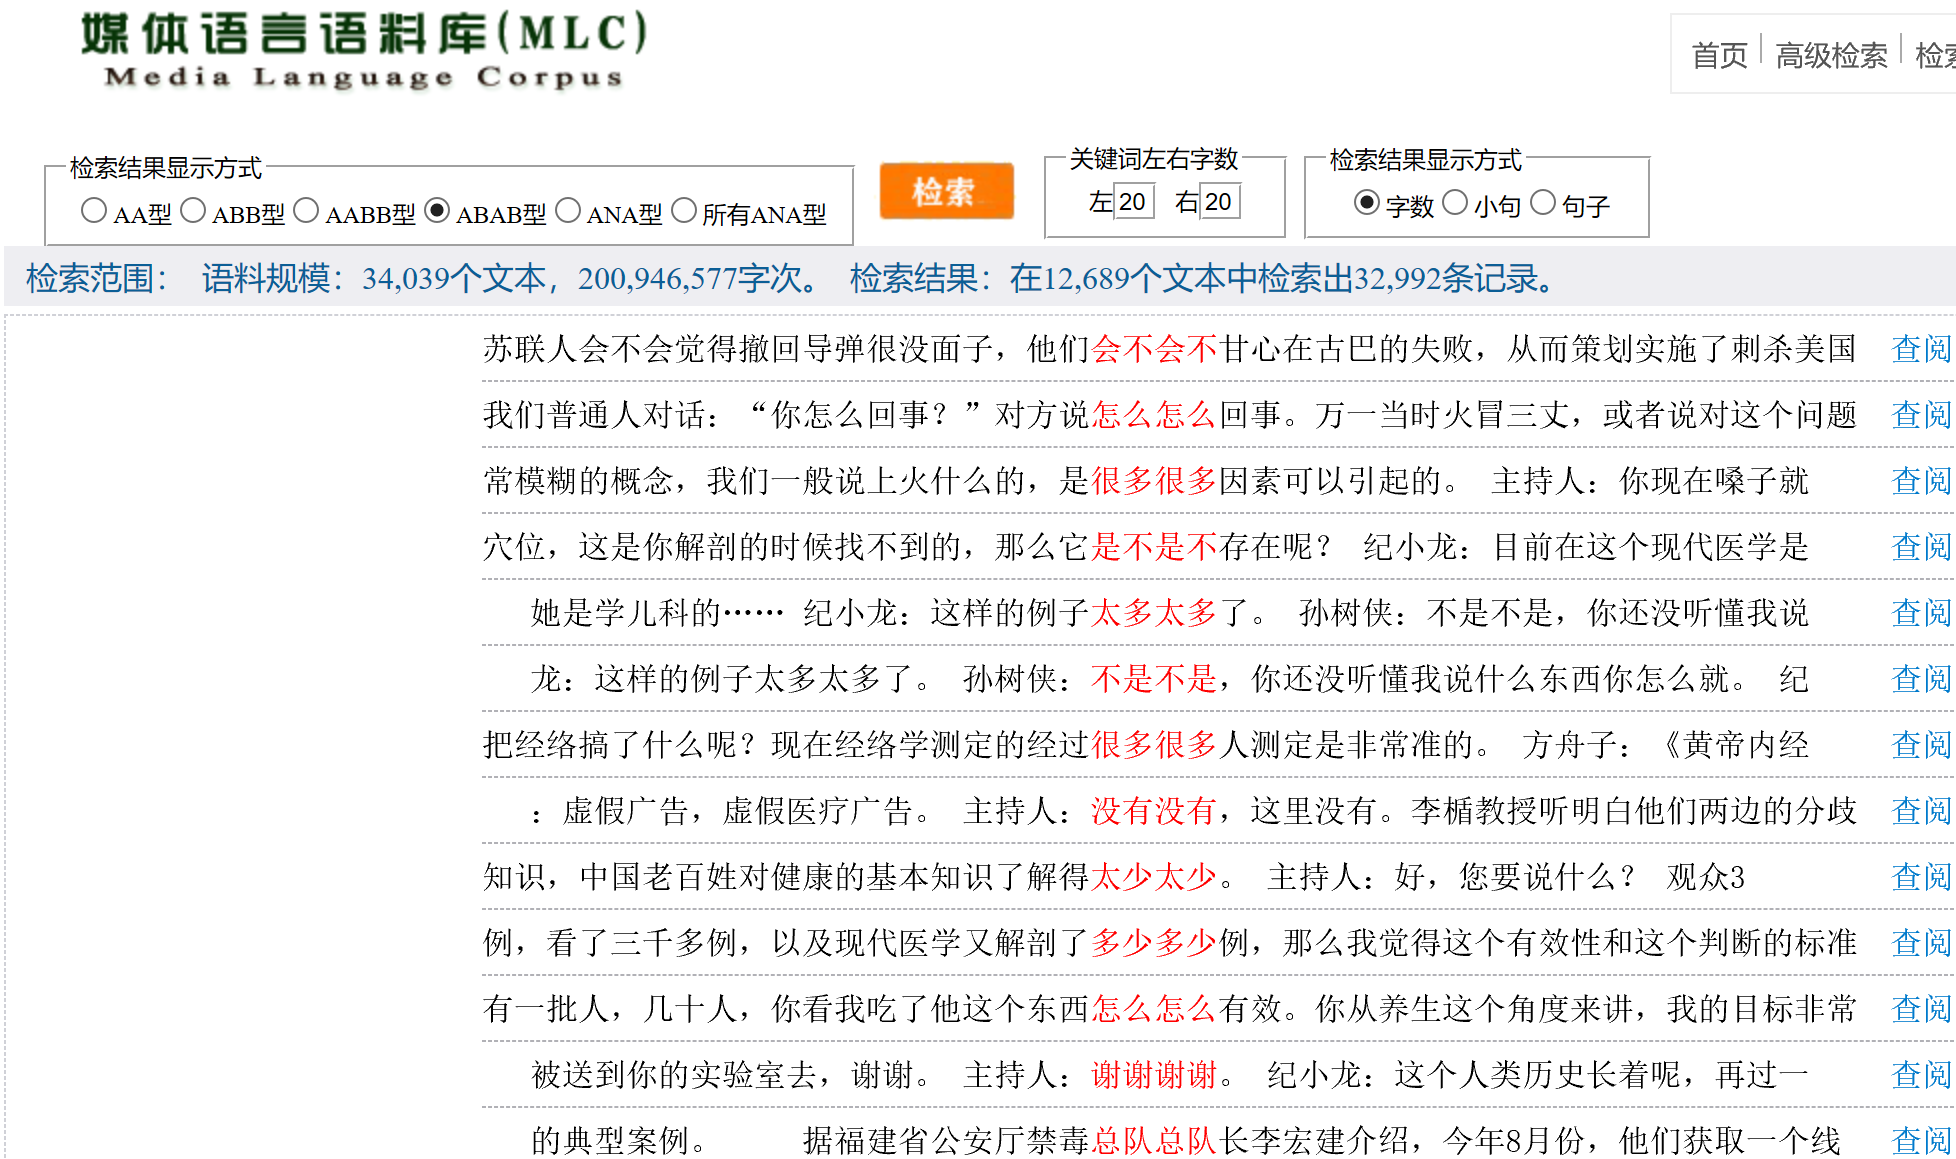 媒体语言语料库(MLC)
Media Language Corpus
首页 高级检索
检索结果显示方式
AA型 ABB型 AABB型 ABAB型 ANA型 所有ANA型
检索
关键词左右字数
左 20 右 20
检索结果显示方式
字数 小句 句子
检索范围： 语料规模：34,039个文本，200,946,577字次。 检索结果：在12,689个文本中检索出32,992条记录。
苏联人会不会觉得撤回导弹很没面子，他们会不会不甘心在古巴的失败，从而策划实施了刺杀美国 查阅
我们普通人对话：“你怎么回事？”对方说怎么怎么回事。万一当时火冒三丈，或者说对这个问题 查阅
常模糊的概念，我们一般说上火什么的，是很多很多因素可以引起的。 主持人：你现在嗓子就 查阅
穴位，这是你解剖的时候找不到的，那么它是不是不存在呢？ 纪小龙：目前在这个现代医学是 查阅
她是学儿科的…… 纪小龙：这样的例子太多太多了。 孙树侠：不是不是，你还没听懂我说 查阅
龙：这样的例子太多太多了。 孙树侠：不是不是，你还没听懂我说什么东西你怎么就。 纪 查阅
把经络搞了什么呢？现在经络学测定的经过很多很多人测定是非常准的。 方舟子：《黄帝内经 查阅
：虚假广告，虚假医疗广告。 主持人：没有没有，这里没有。李楯教授听明白他们两边的分歧 查阅
知识，中国老百姓对健康的基本知识了解得太少太少。 主持人：好，您要说什么？ 观众3 查阅
例，看了三千多例，以及现代医学又解剖了多少多少例，那么我觉得这个有效性和这个判断的标准 查阅
有一批人，几十人，你看我吃了他这个东西怎么怎么有效。你从养生这个角度来讲，我的目标非常 查阅
被送到你的实验室去，谢谢。 主持人：谢谢谢谢。 纪小龙：这个人类历史长着呢，再过一 查阅
的典型案例。 据福建省公安厅禁毒总队总队长李宏建介绍，今年8月份，他们获取一个线 查阅